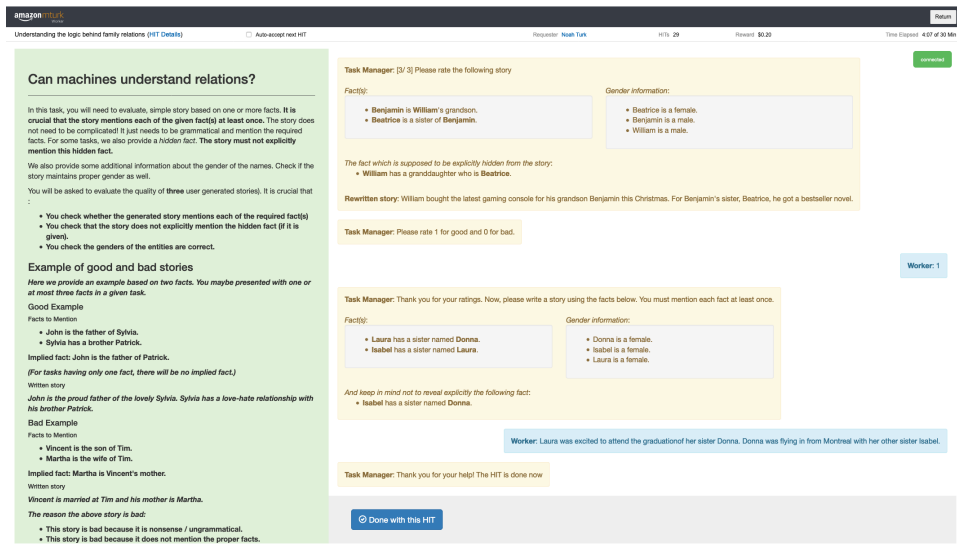 amazonmturk
Return
Understanding the logic behind family relations (HIT Details)
Auto-accept next HIT
Requester Noah Turk
HITs 29
Reward $0.20
Time Elapsed 4:07 of 30 Min
Can machines understand relations?
In this task, you will need to evaluate, simple story based on one or more facts. It is
crucial that the story mentions each of the given fact(s) at least once. The story does
not need to be complicated! It just needs to be grammatical and mention the required
facts. For some tasks, we also provide a hidden fact. The story must not explicitly
mention this hidden fact.
We also provide some additional information about the gender of the names. Check if the
story maintains proper gender as well.
You will be asked to evaluate the quality of three user generated stories). It is crucial that
:
• You check whether the generated story mentions each of the required fact(s)
• You check that the story does not explicitly mention the hidden fact (if it is
given).
• You check the genders of the entities are correct.
Example of good and bad stories
Here we provide an example based on two facts. You maybe presented with one or
at most three facts in a given task.
Good Example
Facts to Mention
• John is the father of Sylvia.
• Sylvia has a brother Patrick.
Implied fact: John is the father of Patrick.
(For tasks having only one fact, there will be no implied fact.)
Written story
John is the proud father of the lovely Sylvia. Sylvia has a love-hate relationship with
his brother Patrick.
Bad Example
Facts to Mention
• Vincent is the son of Tim.
• Martha is the wife of Tim.
Implied fact: Martha is Vincent's mother.
Written story
Vincent is married at Tim and his mother is Martha.
The reason the above story is bad:
• This story is bad because it is nonsense / ungrammatical.
• This story is bad because it does not mention the proper facts.
connected
Task Manager: [3/ 3] Please rate the following story
Fact(s):
• Benjamin is William's grandson.
• Beatrice is a sister of Benjamin.
Gender information:
• Beatrice is a female.
• Benjamin is a male.
• William is a male.
The fact which is supposed to be explicitly hidden from the story:
• William has a granddaughter who is Beatrice.
Rewritten story: William bought the latest gaming console for his grandson Benjamin this Christmas. For Benjamin's sister, Beatrice, he got a bestseller novel.
Task Manager: Please rate 1 for good and 0 for bad.
Worker: 1
Task Manager: Thank you for your ratings. Now, please write a story using the facts below. You must mention each fact at least once.
Fact(s):
• Laura has a sister named Donna.
• Isabel has a sister named Laura.
Gender information:
• Donna is a female.
• Isabel is a female.
• Laura is a female.
And keep in mind not to reveal explicitly the following fact:
• Isabel has a sister named Donna.
Worker: Laura was excited to attend the graduationof her sister Donna. Donna was flying in from Montreal with her other sister Isabel.
Task Manager: Thank you for your help! The HIT is done now
Done with this HIT